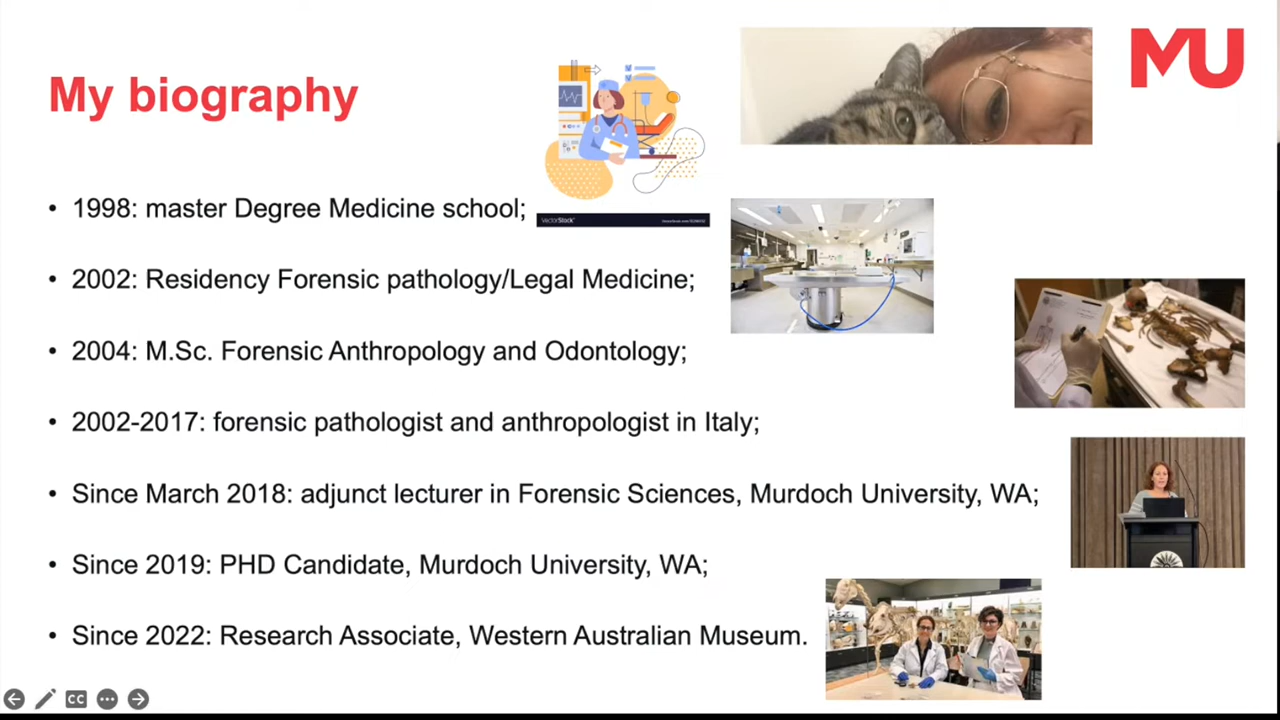 MU
My biography
• 1998: master Degree Medicine school;
VectorStock
• 2002: Residency Forensic pathology/Legal Medicine;
• 2004: M.Sc. Forensic Anthropology and Odontology;
• 2002-2017: forensic pathologist and anthropologist in Italy;
• Since March 2018: adjunct lecturer in Forensic Sciences, Murdoch University, WA;
• Since 2019: PHD Candidate, Murdoch University, WA;
• Since 2022: Research Associate, Western Australian Museum.
CC